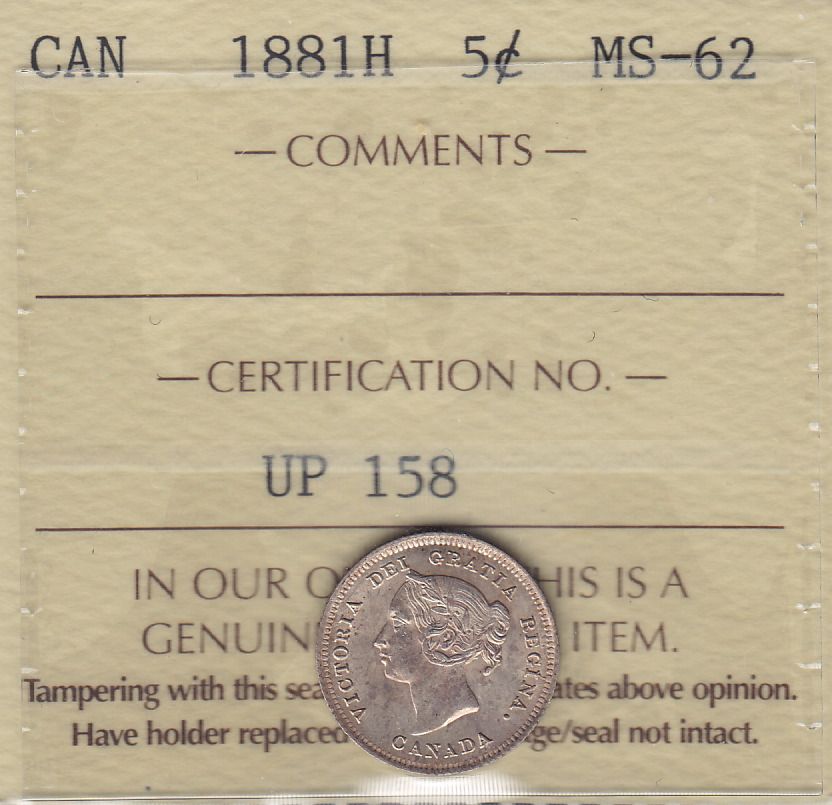 CAN 1881H 5¢ MS-62
— COMMENTS —
— CERTIFICATION NO. —
UP 158
IN OUR HIS IS A
GENUIN ITEM.
Tampering with this sea ates above opinion.
Have holder replaced ge/seal not intact.
VICTORIA DEI GRATIA REGINA.
CANADA